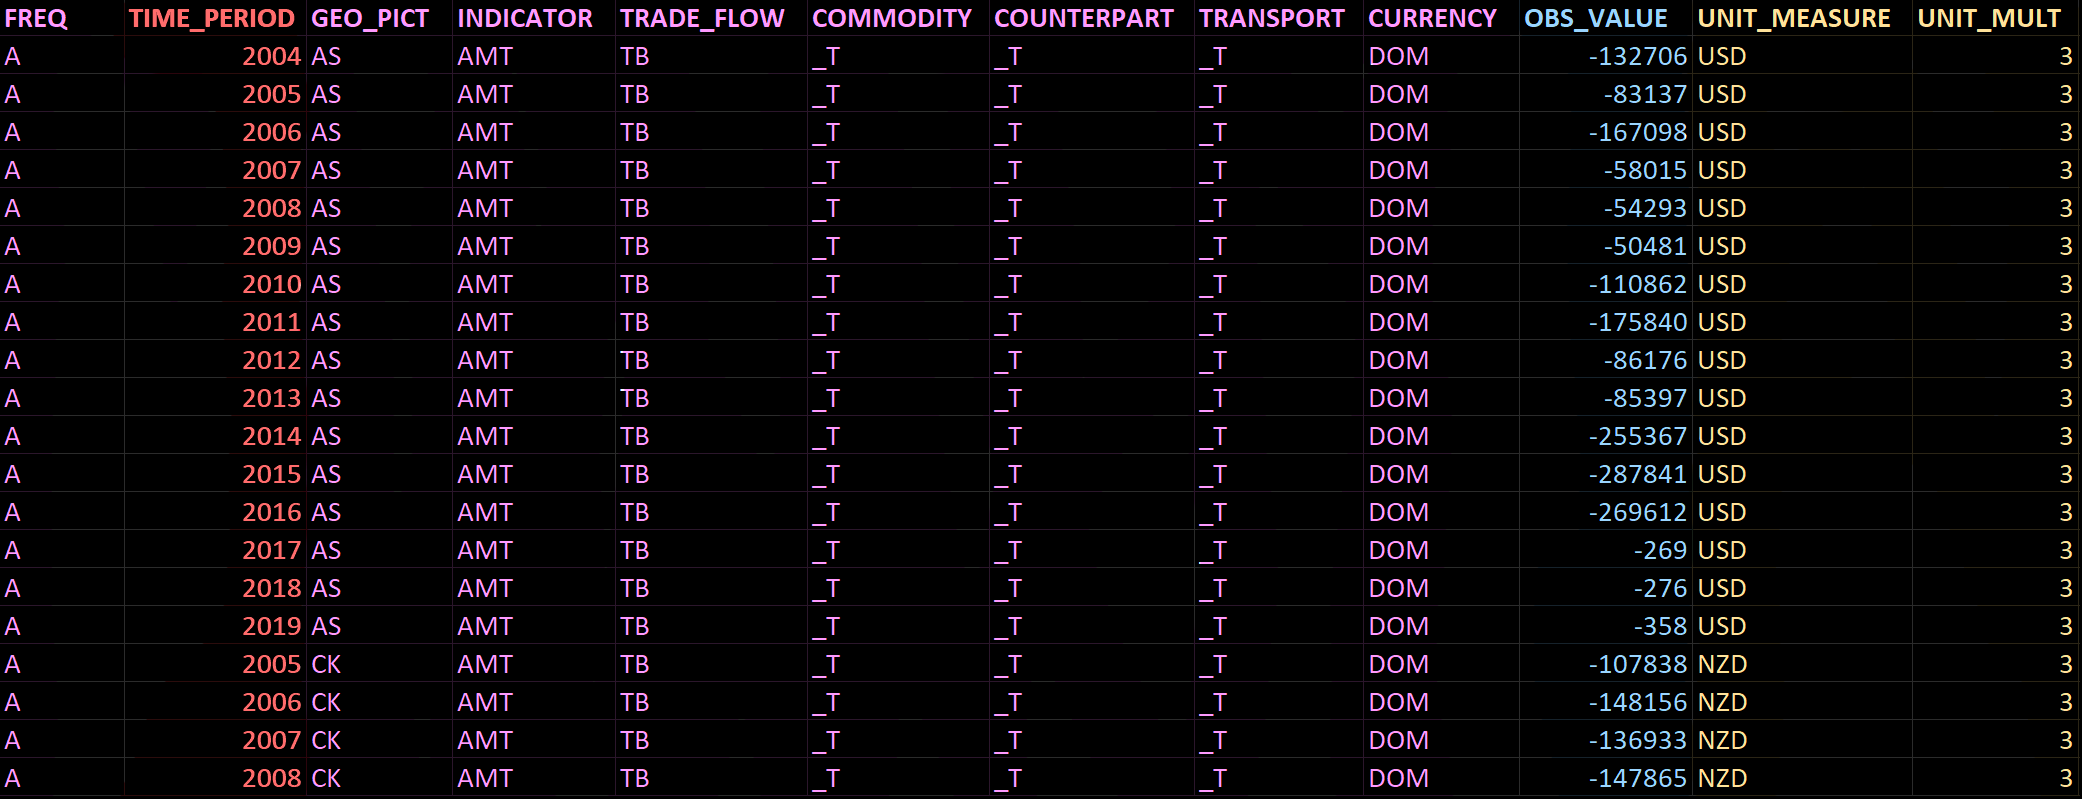 FREQ TIME_PERIOD GEO_PICT INDICATOR TRADE_FLOW COMMODITY COUNTERPART TRANSPORT CURRENCY OBS_VALUE UNIT_MEASURE UNIT_MULT
A 2004 AS AMT TB _T _T _T DOM -132706 USD 3
A 2005 AS AMT TB _T _T _T DOM -83137 USD 3
A 2006 AS AMT TB _T _T _T DOM -167098 USD 3
A 2007 AS AMT TB _T _T _T DOM -58015 USD 3
A 2008 AS AMT TB _T _T _T DOM -54293 USD 3
A 2009 AS AMT TB _T _T _T DOM -50481 USD 3
A 2010 AS AMT TB _T _T _T DOM -110862 USD 3
A 2011 AS AMT TB _T _T _T DOM -175840 USD 3
A 2012 AS AMT TB _T _T _T DOM -86176 USD 3
A 2013 AS AMT TB _T _T _T DOM -85397 USD 3
A 2014 AS AMT TB _T _T _T DOM -255367 USD 3
A 2015 AS AMT TB _T _T _T DOM -287841 USD 3
A 2016 AS AMT TB _T _T _T DOM -269612 USD 3
A 2017 AS AMT TB _T _T _T DOM -269 USD 3
A 2018 AS AMT TB _T _T _T DOM -276 USD 3
A 2019 AS AMT TB _T _T _T DOM -358 USD 3
A 2005 CK AMT TB _T _T _T DOM -107838 NZD 3
A 2006 CK AMT TB _T _T _T DOM -148156 NZD 3
A 2007 CK AMT TB _T _T _T DOM -136933 NZD 3
A 2008 CK AMT TB _T _T _T DOM -147865 NZD 3